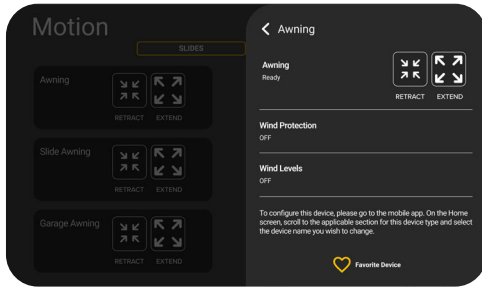 Motion
SLIDES
Awning
RETRACT EXTEND
Slide Awning
RETRACT EXTEND
Garage Awning
RETRACT EXTEND
Awning
Awning
Ready
RETRACT EXTEND
Wind Protection
OFF
Wind Levels
OFF
To configure this device, please go to the mobile app. On the Home
screen, scroll to the applicable section for this device type and select
the device name you wish to change.
Favorite Device